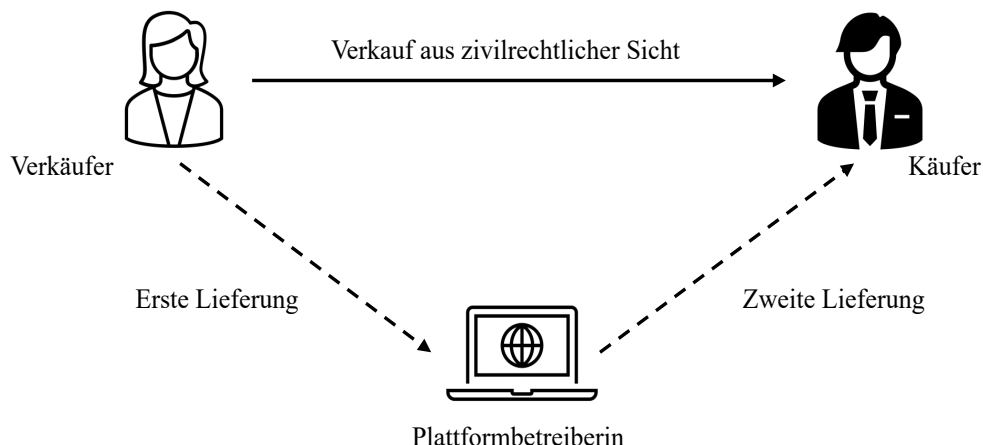 Verkauf aus zivilrechtlicher Sicht
Verkäufer
Käufer
Erste Lieferung
Zweite Lieferung
Plattformbetreiberin